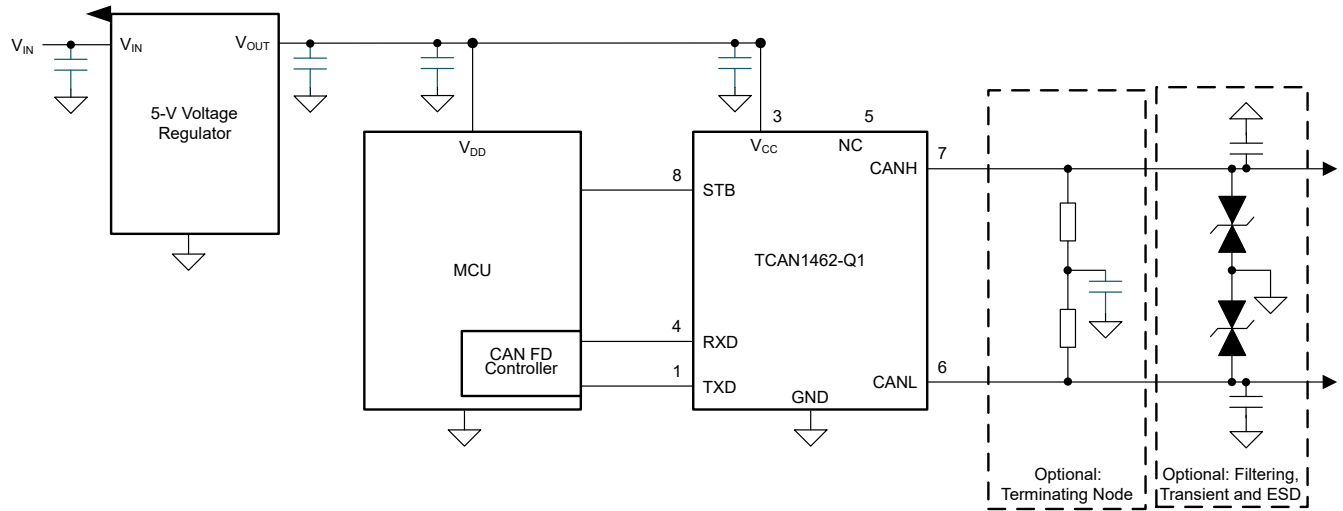 VIN
VIN
VOUT
5-V Voltage
Regulator
VDD
MCU
CAN FD
Controller
3
5
VCC
NC
8
STB
CANH
7
TCAN1462-Q1
4
RXD
1
TXD
CANL
6
GND
Optional:
Terminating Node
Optional: Filtering,
Transient and ESD